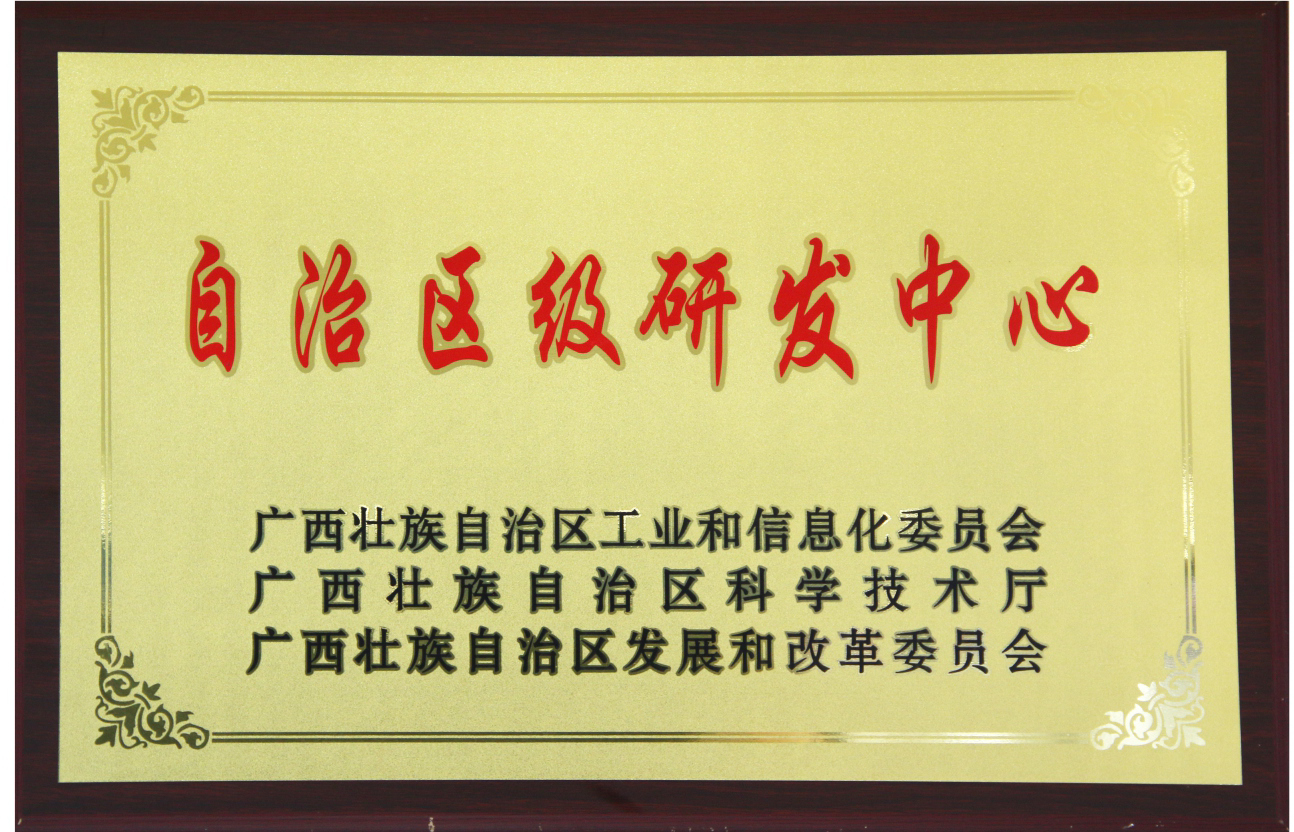 自治区级研发中心
广西壮族自治区工业和信息化委员会
广西壮族自治区科学技术厅
广西壮族自治区发展和改革委员会